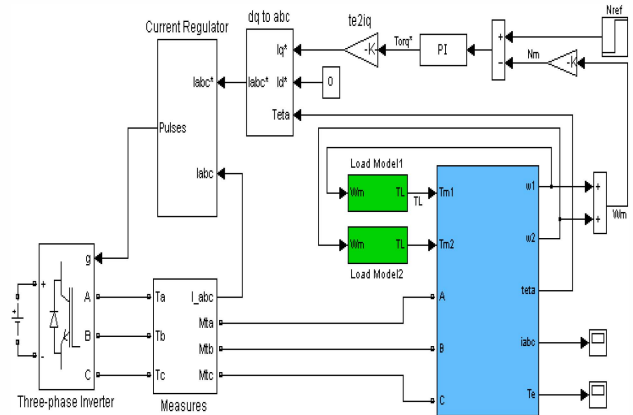 Current Regulator
dq to abc
te2iq
Nref
Iq*
Torq*
-K-
PI
+
-
Nm
-K-
Iabc*
Iabc*
Id*
0
Teta
Pulses
Load Model1
Iabc
Wm
TL
TL
Tm1
w1
+
+
Wm
Wm
TL
Tm2
w2
Load Model2
g
teta
+
-
A
Ta
I_abc
A
Mta
B
Tb
Mtb
B
iabc
C
Tc
Mtc
C
Te
Three-phase Inverter
Measures